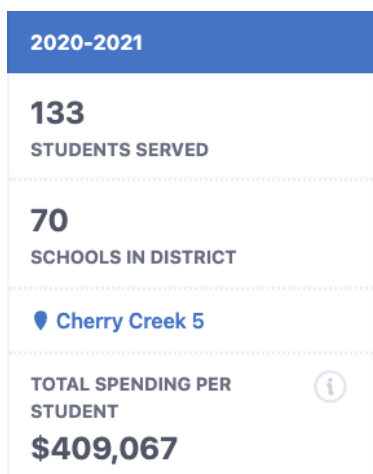 2020-2021
133
STUDENTS SERVED
70
SCHOOLS IN DISTRICT
Cherry Creek 5
TOTAL SPENDING PER
STUDENT
$409,067